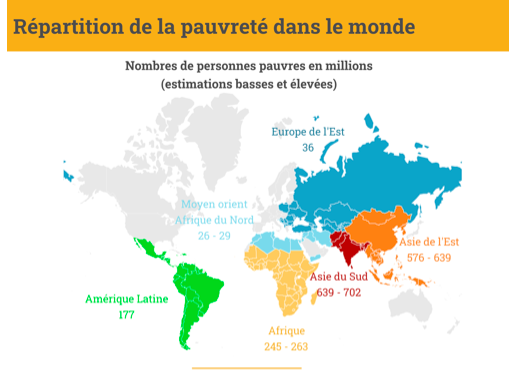 Répartition de la pauvreté dans le monde
Nombres de personnes pauvres en millions
(estimations basses et élevées)
Europe de l'Est
36
Moyen orient
Afrique du Nord
26 - 29
Asie de l'Est
576 - 639
Asie du Sud
639 - 702
Amérique Latine
177
Afrique
245 - 263